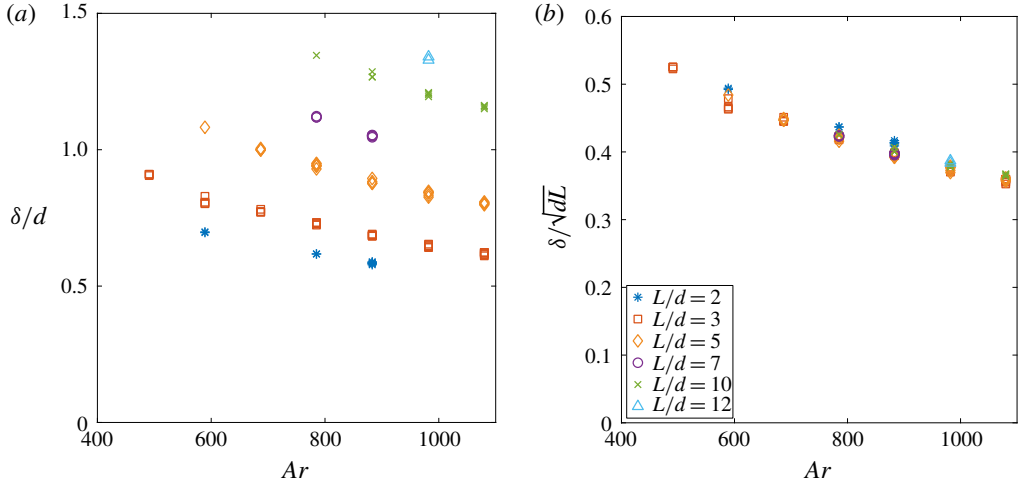 (a)
1.5
1.0
δ/d
0.5
0
400
600
800
1000
Ar
(b)
0.6
0.5
0.4
δ/√dL
0.3
0.2
0.1
0
L/d = 2
L/d = 3
L/d = 5
L/d = 7
L/d = 10
L/d = 12
400
600
800
1000
Ar